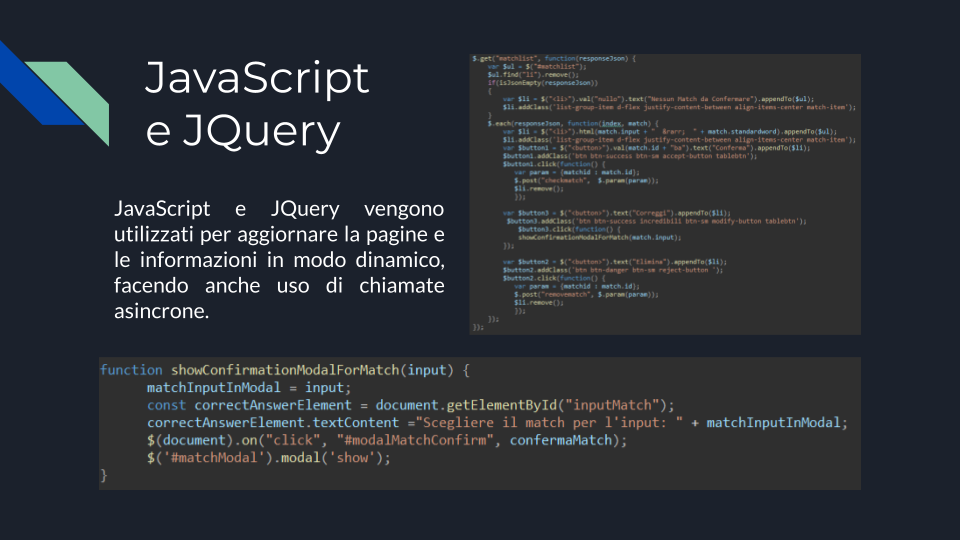 JavaScript
e JQuery
JavaScript e JQuery vengono
utilizzati per aggiornare la pagine e
le informazioni in modo dinamico,
facendo anche uso di chiamate
asincrone.
$.get("matchlist", function(responseJson) {
var $ul = $("#matchlist");
$ul.find("li").remove();
if(isJsonEmpty(responseJson))
{
var $li = $("<li>").val("nullo").text("Nessun Match da Confermare").appendTo($ul);
$li.addClass('list-group-item d-flex justify-content-between align-items-center match-item');
}
$.each(responseJson, function(index, match) {
var $li = $("<li>").html(match.input + "  &rarr;  " + match.standardword).appendTo($ul);
$li.addClass('list-group-item d-flex justify-content-between align-items-center match-item');
var $button1 = $("<button>").val(match.id + "ba").text("Conferma").appendTo($li);
$button1.addClass('btn btn-success btn-sm accept-button tablebtn');
$button1.click(function() {
var param = {matchid : match.id};
$.post("checkmatch", $.param(param));
$li.remove();
});
var $button3 = $("<button>").text("Correggi").appendTo($li);
$button3.addClass('btn btn-success incredibili btn-sm modify-button tablebtn');
$button3.click(function() {
showConfirmationModalForMatch(match.input);
});
var $button2 = $("<button>").text("Elimina").appendTo($li);
$button2.addClass('btn btn-danger btn-sm reject-button ');
$button2.click(function() {
var param = {matchid : match.id};
$.post("removematch", $.param(param));
$li.remove();
});
});
});
function showConfirmationModalForMatch(input) {
matchInputInModal = input;
const correctAnswerElement = document.getElementById("inputMatch");
correctAnswerElement.textContent ="Scegliere il match per l'input: " + matchInputInModal;
$(document).on("click", "#modalMatchConfirm", confermaMatch);
$('#matchModal').modal('show');
}